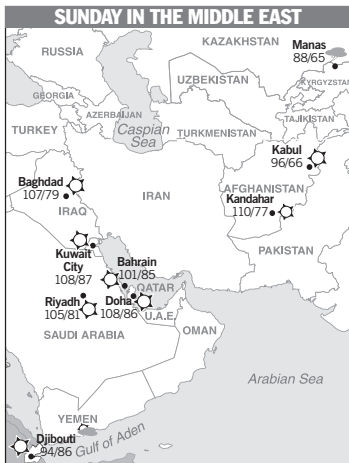 SUNDAY IN THE MIDDLE EAST
KAZAKHSTAN
Manas
88/65
RUSSIA
UZBEKISTAN
KYRGYZSTAN
GEORGIA
AZERBAIJAN
TAJIKISTAN
TURKEY
Caspian
Sea
TURKMENISTAN
Kabul
96/66
Baghdad
107/79
IRAN
AFGHANISTAN
Kandahar
110/77
IRAQ
PAKISTAN
Kuwait
City
108/87
Bahrain
101/85
QATAR
Riyadh
105/81
Doha
108/86
U.A.E.
SAUDI ARABIA
OMAN
Arabian Sea
YEMEN
Djibouti
94/86
Gulf of Aden